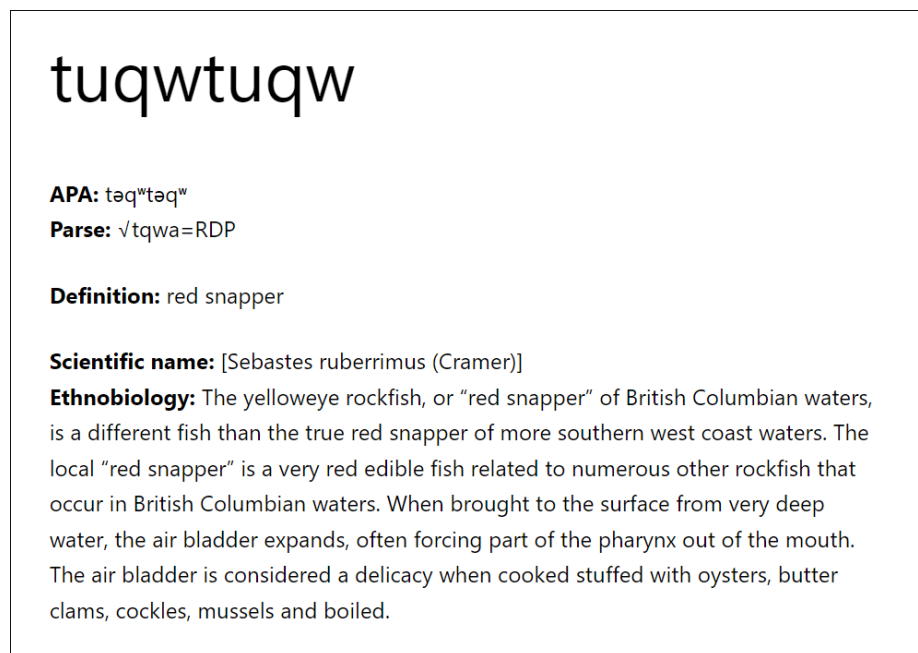 tuqwtuqw
APA: təqʷtəqʷ
Parse: √tqwa=RDP
Definition: red snapper
Scientific name: [Sebastes ruberrimus (Cramer)]
Ethnobiology: The yelloweye rockfish, or “red snapper” of British Columbian waters,
is a different fish than the true red snapper of more southern west coast waters. The
local “red snapper” is a very red edible fish related to numerous other rockfish that
occur in British Columbian waters. When brought to the surface from very deep
water, the air bladder expands, often forcing part of the pharynx out of the mouth.
The air bladder is considered a delicacy when cooked stuffed with oysters, butter
clams, cockles, mussels and boiled.